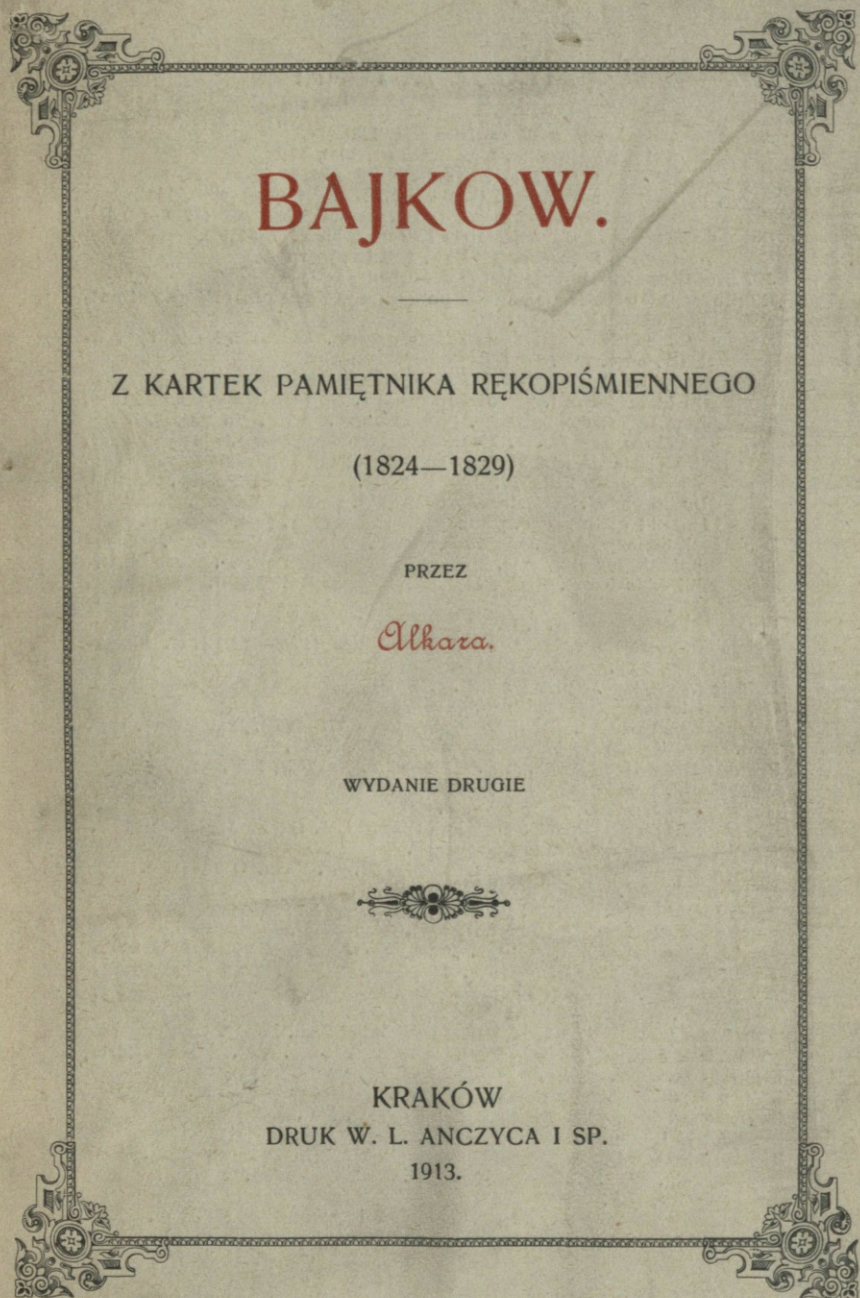 BAJKOW.
Z KARTEK PAMIĘTNIKA RĘKOPIŚMIENNEGO
(1824—1829)
PRZEZ
Alkara.
WYDANIE DRUGIE
KRAKÓW
DRUK W. L. ANCZYCA I SP.
1913.